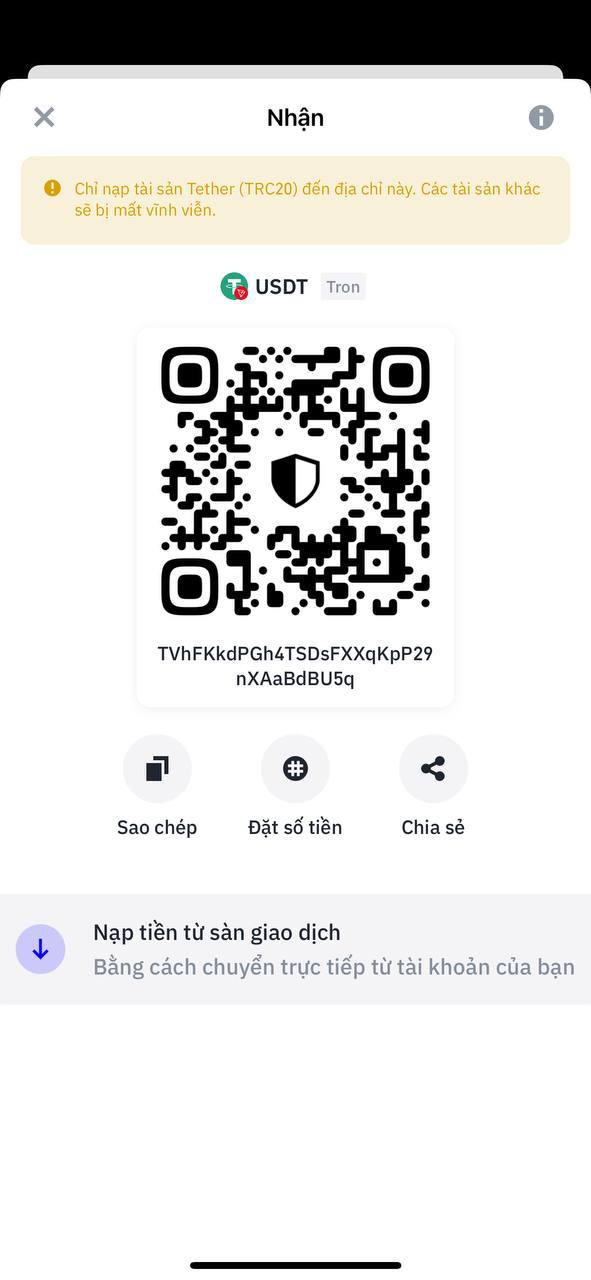 Nhận
Chỉ nạp tài sản Tether (TRC20) đến địa chỉ này. Các tài sản khác
sẽ bị mất vĩnh viễn.
USDT Tron
TVhFKkdPGh4TSDsFXXqKpP29
nXAaBdBU5q
Sao chép Đặt số tiền Chia sẻ
Nạp tiền từ sàn giao dịch
Bằng cách chuyển trực tiếp từ tài khoản của bạn